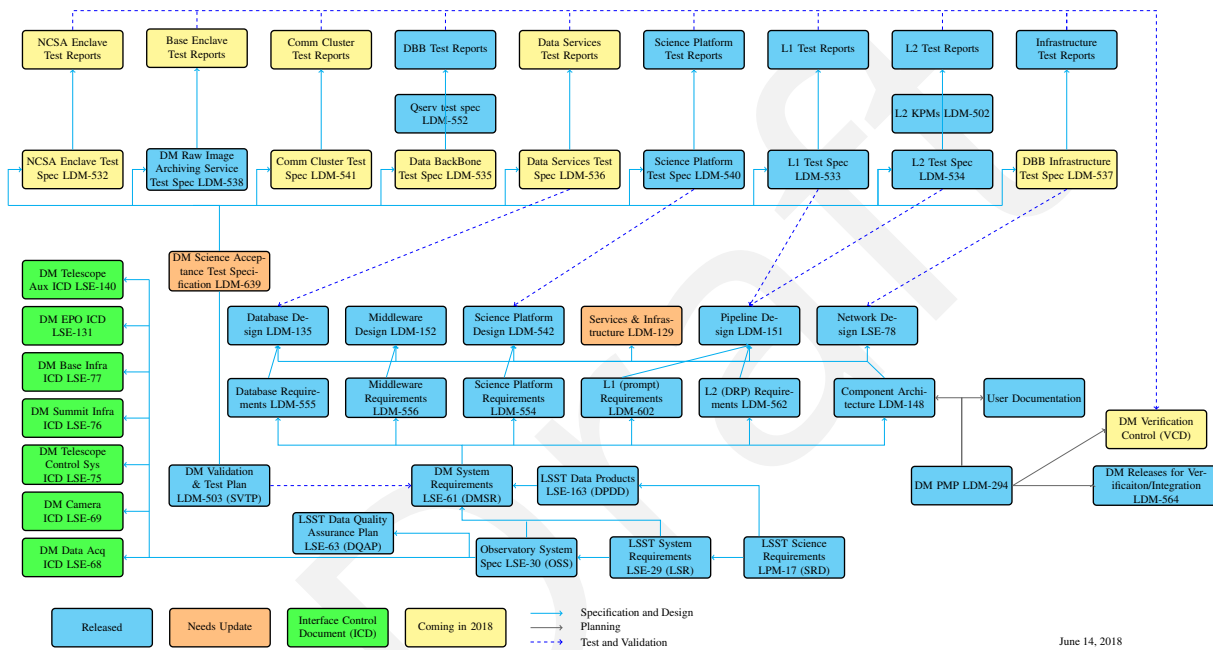 NCSA Enclave
Test Reports
Base Enclave
Test Reports
Comm Cluster
Test Reports
DBB Test Reports
Data Services
Test Reports
Science Platform
Test Reports
L1 Test Reports
L2 Test Reports
Infrastructure
Test Reports
Qserv test spec
LDM-552
L2 KPMs LDM-502
NCSA Enclave Test
Spec LDM-532
DM Raw Image
Archiving Service
Test Spec LDM-538
Comm Cluster Test
Spec LDM-541
Data BackBone
Test Spec LDM-535
Data Services Test
Spec LDM-536
Science Platform
Test Spec LDM-540
L1 Test Spec
LDM-533
L2 Test Spec
LDM-534
DBB Infrastructure
Test Spec LDM-537
DM Science Accep-
tance Test Speci-
fication LDM-639
DM Telescope
Aux ICD LSE-140
DM EPO ICD
LSE-131
DM Base Infra
ICD LSE-77
DM Summit Infra
ICD LSE-76
DM Telescope
Control Sys
ICD LSE-75
DM Camera
ICD LSE-69
DM Data Acq
ICD LSE-68
Database De-
sign LDM-135
Middleware
Design LDM-152
Science Platform
Design LDM-542
Services & Infra-
structure LDM-129
Pipeline De-
sign LDM-151
Network De-
sign LSE-78
Database Require-
ments LDM-555
Middleware
Requirements
LDM-556
Science Platform
Requirements
LDM-554
L1 (prompt)
Requirements
LDM-602
L2 (DRP) Require-
ments LDM-562
Component Archi-
tecture LDM-148
User Documentation
DM Verification
Control (VCD)
DM Validation
& Test Plan
LDM-503 (SVTP)
DM System
Requirements
LSE-61 (DMSR)
LSST Data Products
LSE-163 (DPDD)
DM PMP LDM-294
DM Releases for Ver-
ificaiton/Integration
LDM-564
LSST Data Quality
Assurance Plan
LSE-63 (DQAP)
Observatory System
Spec LSE-30 (OSS)
LSST System
Requirements
LSE-29 (LSR)
LSST Science
Requirements
LPM-17 (SRD)
Released
Needs Update
Interface Control
Document (ICD)
Coming in 2018
Specification and Design
Planning
Test and Validation
June 14, 2018
Draft